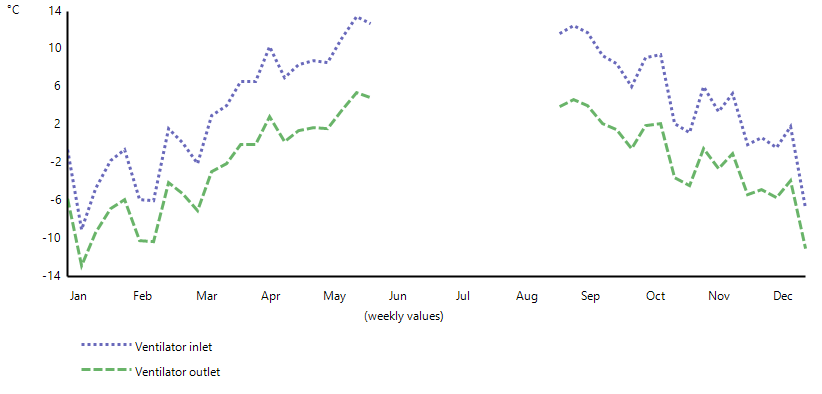 °C
14
10
6
2
-2
-6
-10
-14
Jan Feb Mar Apr May Jun Jul Aug Sep Oct Nov Dec
(weekly values)
Ventilator inlet
Ventilator outlet